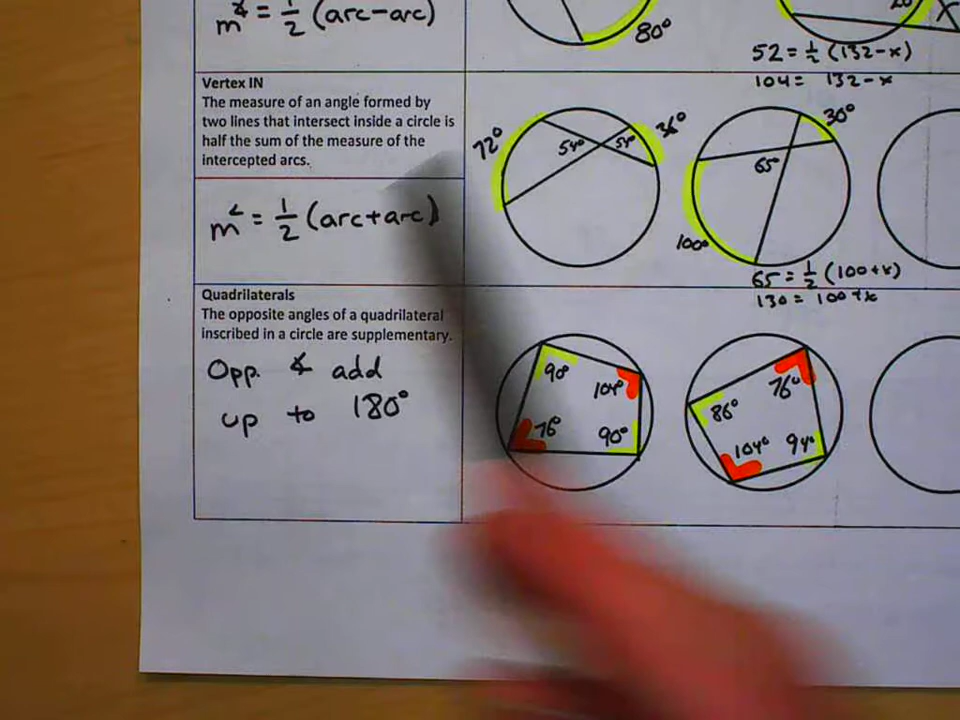 m∡ = 1/2 (arc-arc)
80°
20
X
52 = 1/2 (132-x)
104 = 132-x
Vertex IN
The measure of an angle formed by
two lines that intersect inside a circle is
half the sum of the measure of the
intercepted arcs.
72°
54°
54°
36°
30°
65°
100°
m∠ = 1/2 (arc+arc)
65 = 1/2 (100+x)
130 = 100+x
Quadrilaterals
The opposite angles of a quadrilateral
inscribed in a circle are supplementary.
Opp. ∡ add
up to 180°
90°
104°
76°
90°
76°
86°
104°
94°